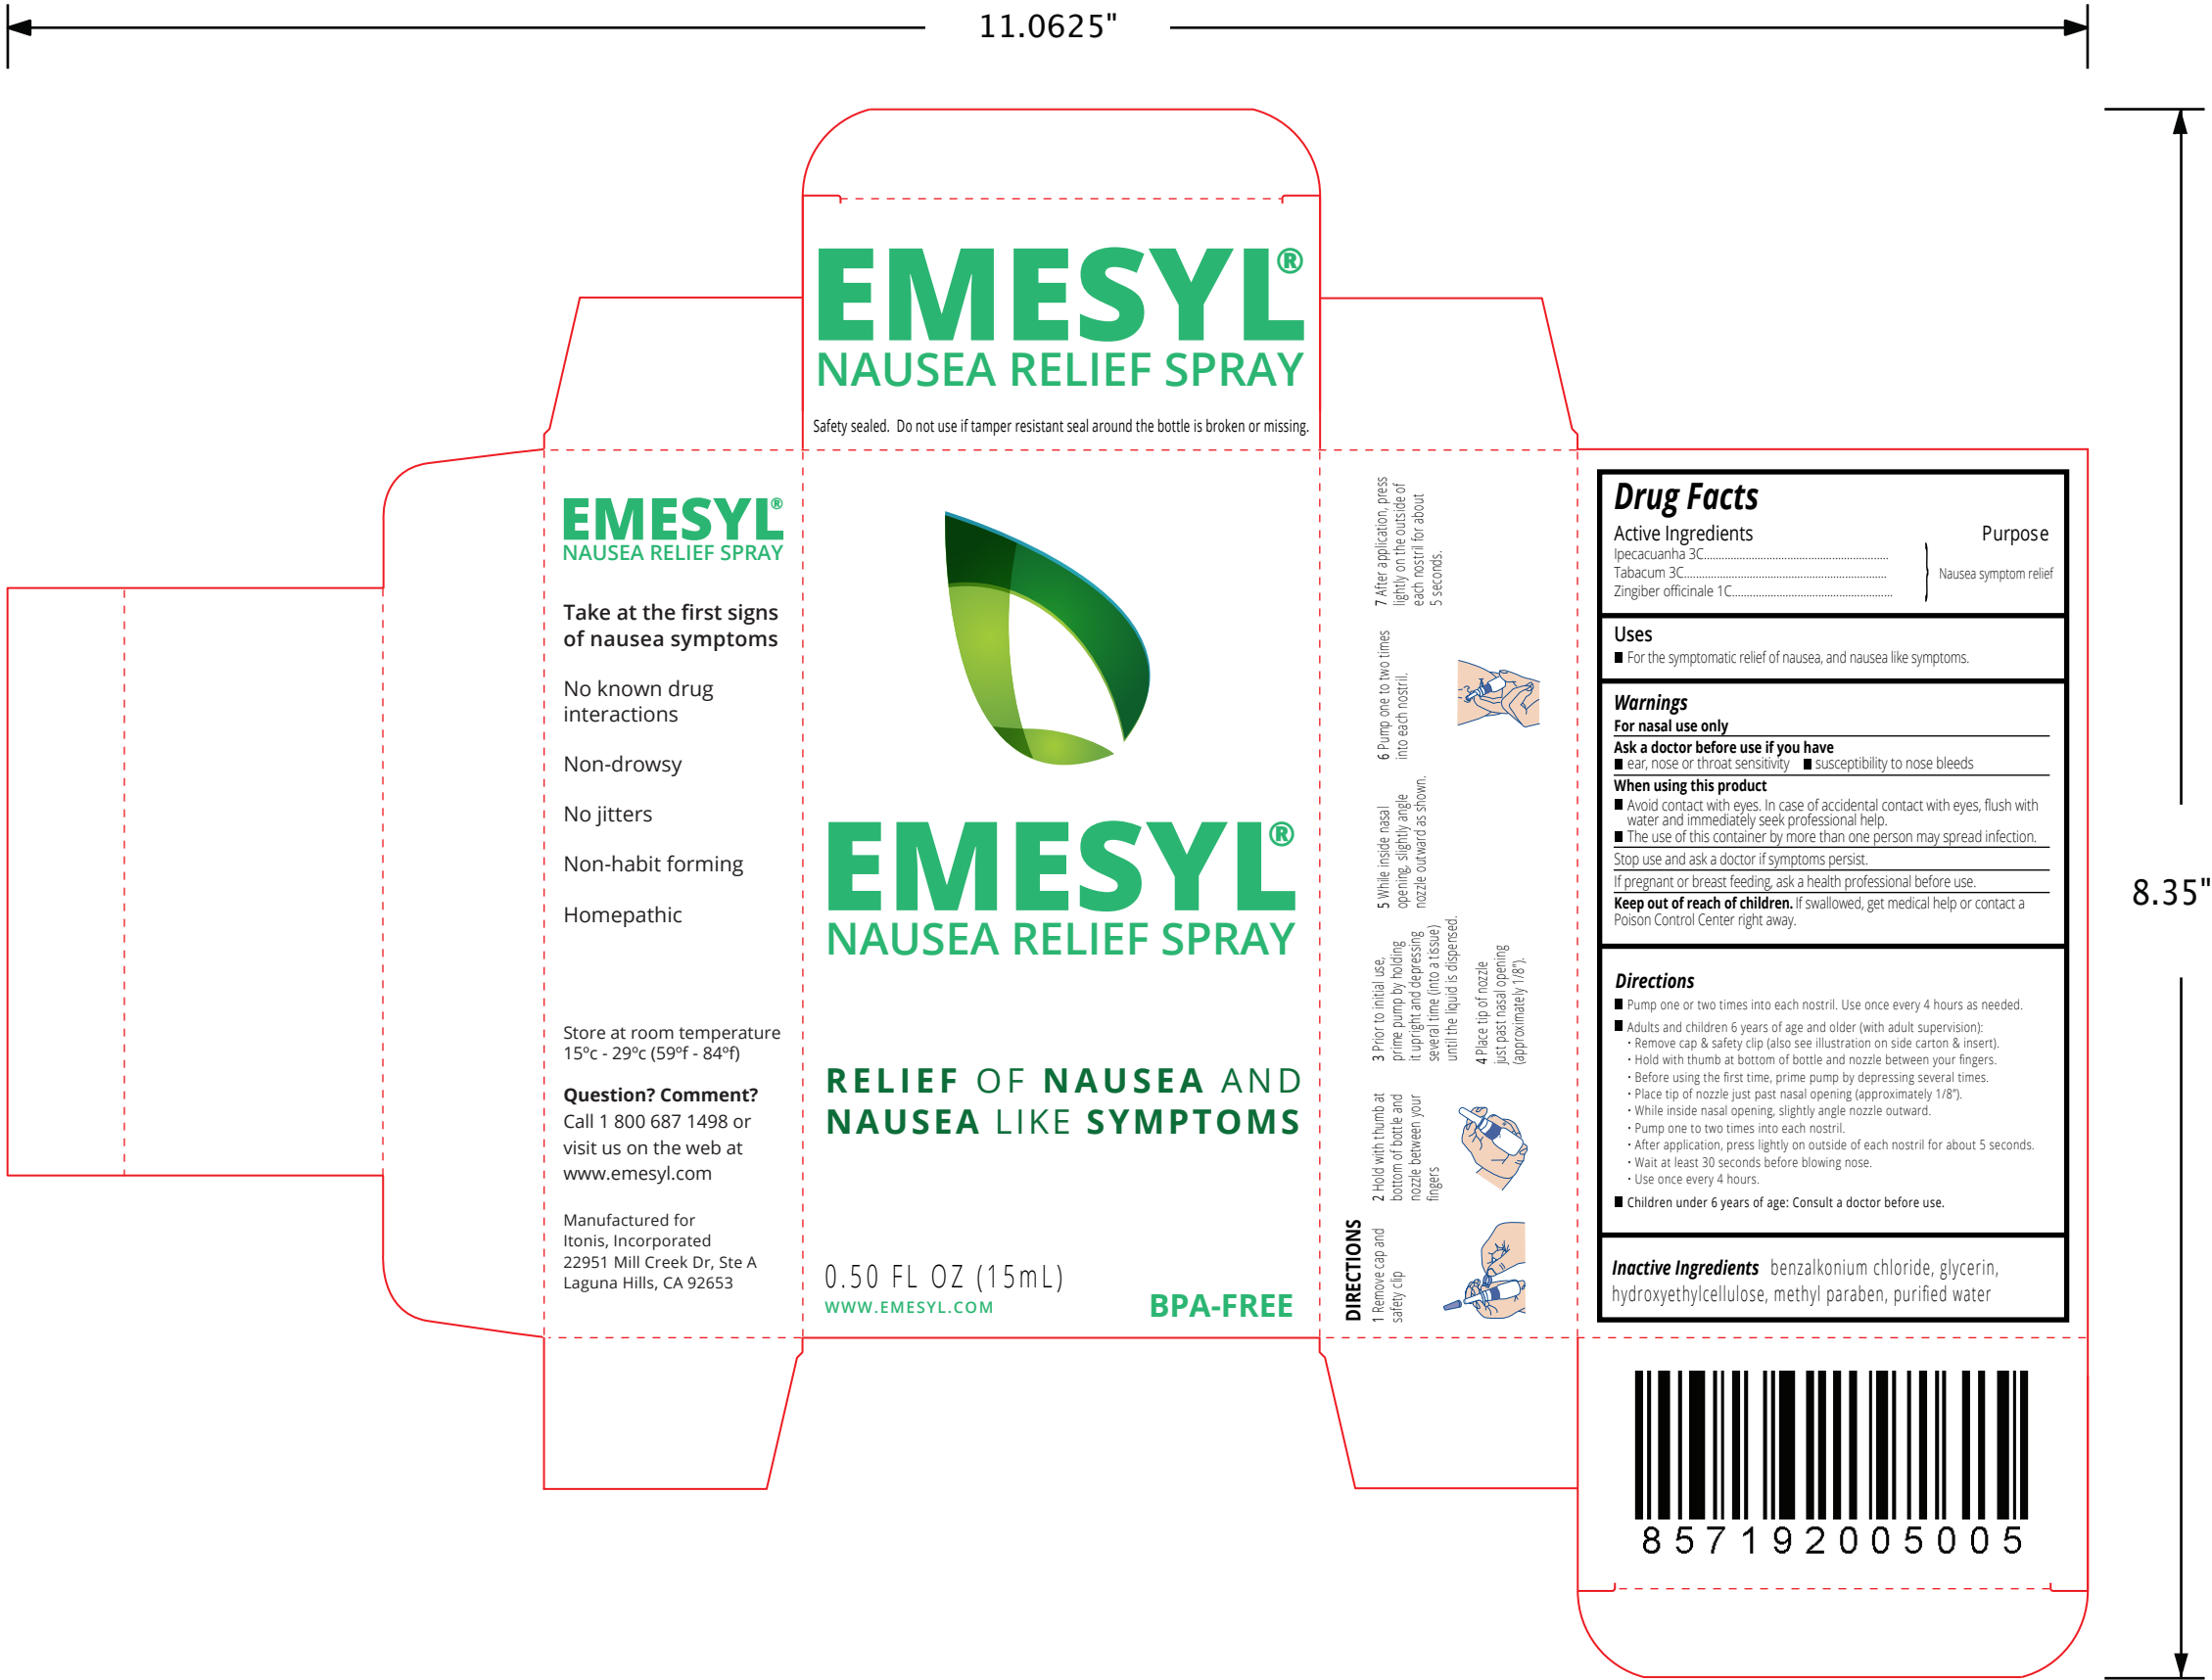 11.0625"
EMESYL®
NAUSEA RELIEF SPRAY
Safety sealed. Do not use if tamper resistant seal around the bottle is broken or missing.
EMESYL®
NAUSEA RELIEF SPRAY
Take at the first signs
of nausea symptoms
No known drug
interactions
Non-drowsy
No jitters
Non-habit forming
Homepathic
Store at room temperature
15ºc - 29ºc (59ºf - 84ºf)
Question? Comment?
Call 1 800 687 1498 or
visit us on the web at
www.emesyl.com
Manufactured for
Itonis, Incorporated
22951 Mill Creek Dr, Ste A
Laguna Hills, CA 92653
EMESYL®
NAUSEA RELIEF SPRAY
RELIEF OF NAUSEA AND
NAUSEA LIKE SYMPTOMS
0.50 FL OZ (15mL)
WWW.EMESYL.COM
BPA-FREE
DIRECTIONS
1 Remove cap and
safety clip
2 Hold with thumb at
bottom of bottle and
nozzle between your
fingers
3 Prior to initial use,
prime pump by holding
it upright and depressing
several time (into a tissue)
until the liquid is dispensed.
4 Place tip of nozzle
just past nasal opening
(approximately 1/8").
5 While inside nasal
opening, slightly angle
nozzle outward as shown.
6 Pump one to two times
into each nostril.
7 After application, press
lightly on the outside of
each nostril for about
5 seconds.
Drug Facts
Active Ingredients Purpose
Ipecacuanha 3C
Tabacum 3C
Zingiber officinale 1C
Nausea symptom relief
Uses
■ For the symptomatic relief of nausea, and nausea like symptoms.
Warnings
For nasal use only
Ask a doctor before use if you have
■ ear, nose or throat sensitivity ■ susceptibility to nose bleeds
When using this product
■ Avoid contact with eyes. In case of accidental contact with eyes, flush with
water and immediately seek professional help.
■ The use of this container by more than one person may spread infection.
Stop use and ask a doctor if symptoms persist.
If pregnant or breast feeding, ask a health professional before use.
Keep out of reach of children. If swallowed, get medical help or contact a
Poison Control Center right away.
Directions
■ Pump one or two times into each nostril. Use once every 4 hours as needed.
■ Adults and children 6 years of age and older (with adult supervision):
• Remove cap & safety clip (also see illustration on side carton & insert).
• Hold with thumb at bottom of bottle and nozzle between your fingers.
• Before using the first time, prime pump by depressing several times.
• Place tip of nozzle just past nasal opening (approximately 1/8").
• While inside nasal opening, slightly angle nozzle outward.
• Pump one to two times into each nostril.
• After application, press lightly on outside of each nostril for about 5 seconds.
• Wait at least 30 seconds before blowing nose.
• Use once every 4 hours.
■ Children under 6 years of age: Consult a doctor before use.
Inactive Ingredients benzalkonium chloride, glycerin,
hydroxyethylcellulose, methyl paraben, purified water
857192005005
8.35"